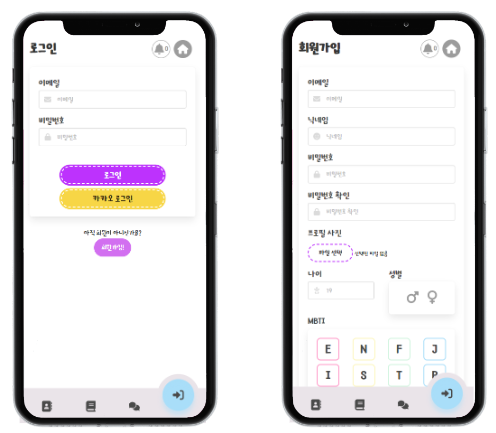 로그인
0
이메일
이메일
비밀번호
비밀번호
로그인
카카오 로그인
아직 회원이 아니신가요?
회원가입
0
이메일
이메일
닉네임
닉네임
비밀번호
비밀번호
비밀번호 확인
비밀번호 확인
프로필 사진
파일 선택 선택된 파일 없음
나이 성별
MBTI
E N F J
I S T P